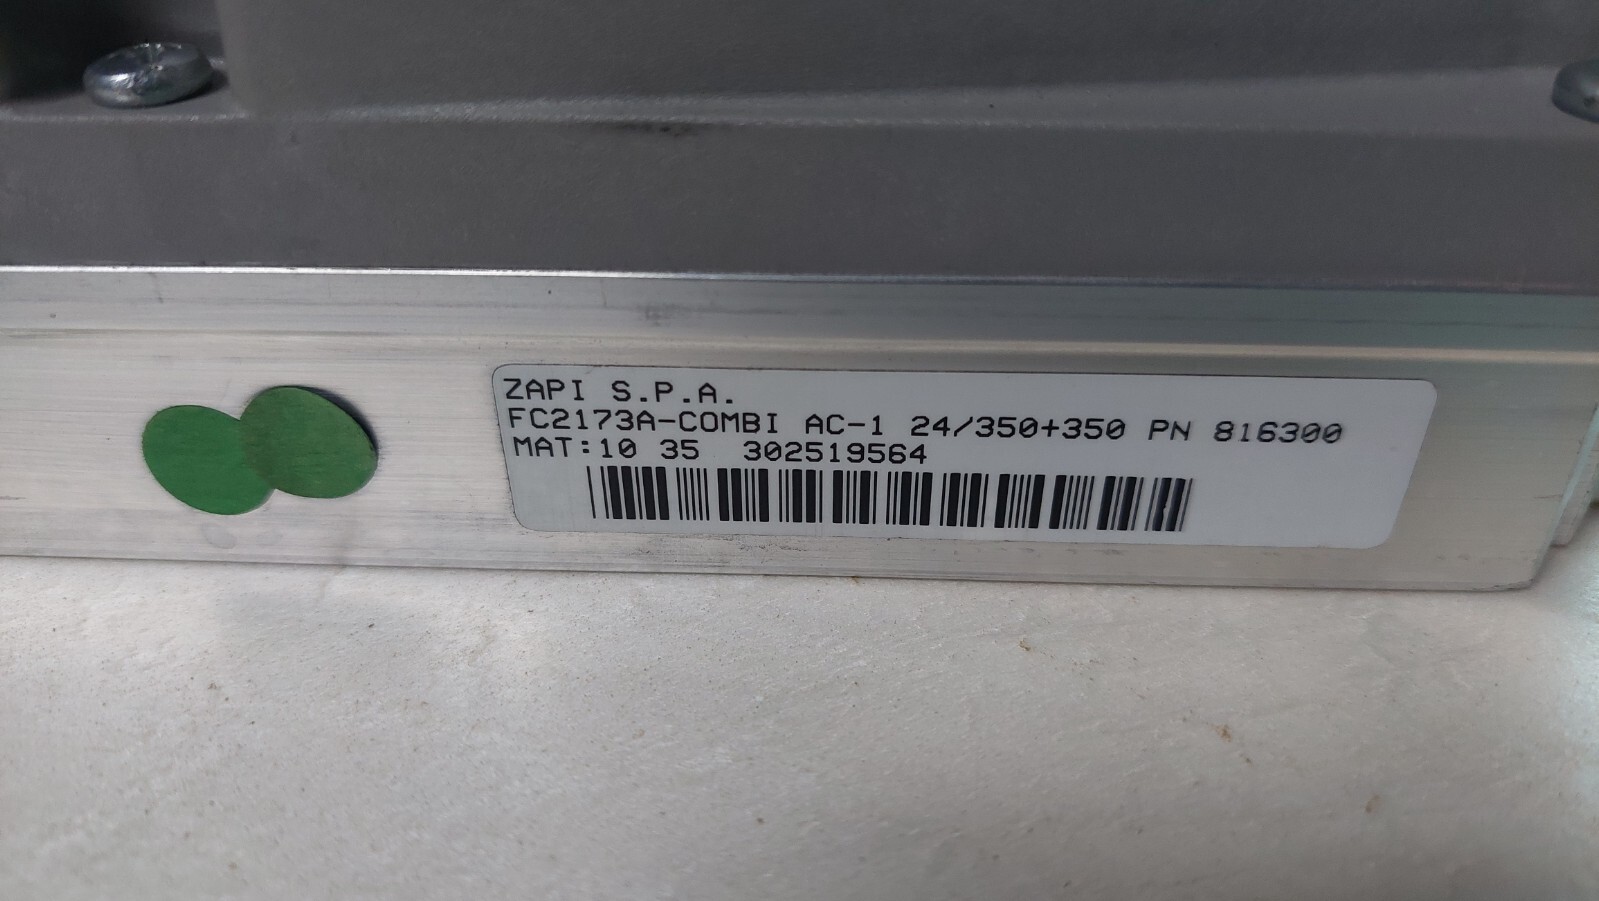 ZAPI S.P.A.
FC2173A-COMBI AC-1 24/350+350 PN 816300
MAT:10 35 302519564